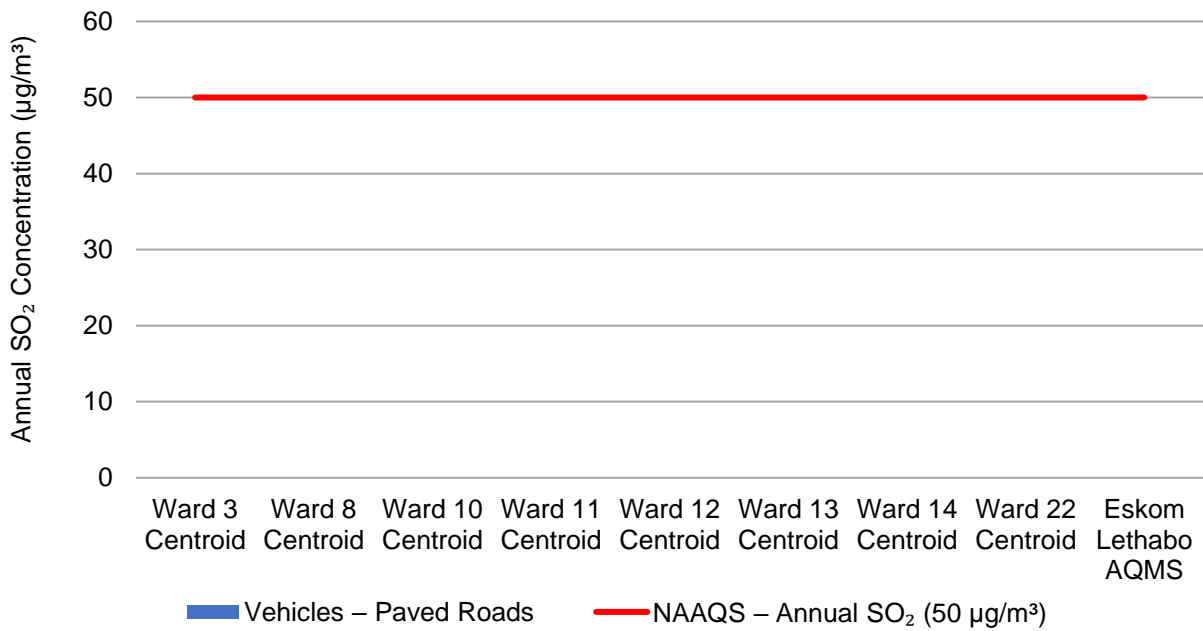 Annual SO₂ Concentration (µg/m³)
60
50
40
30
20
10
0
Ward 3 Centroid
Ward 8 Centroid
Ward 10 Centroid
Ward 11 Centroid
Ward 12 Centroid
Ward 13 Centroid
Ward 14 Centroid
Ward 22 Centroid
Eskom Lethabo AQMS
Vehicles – Paved Roads
NAAQS – Annual SO₂ (50 µg/m³)